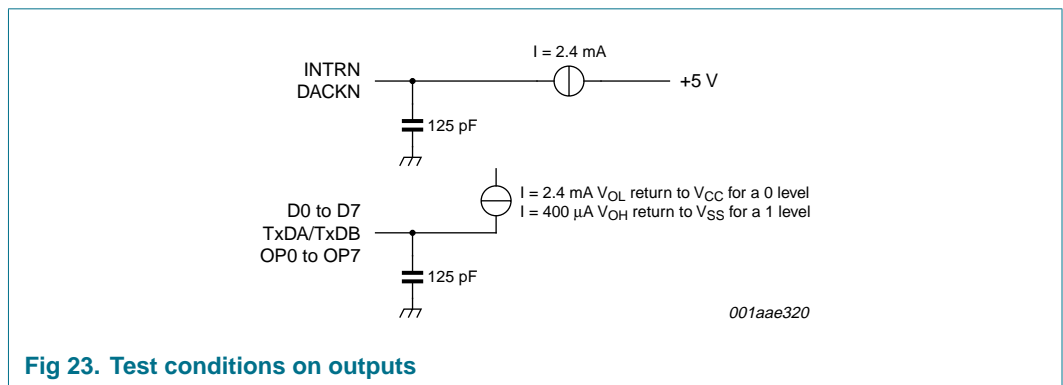 I = 2.4 mA
INTRN
DACKN
+5 V
125 pF
I = 2.4 mA VOL return to VCC for a 0 level
I = 400 μA VOH return to VSS for a 1 level
D0 to D7
TxDA/TxDB
OP0 to OP7
125 pF
001aae320
Fig 23. Test conditions on outputs